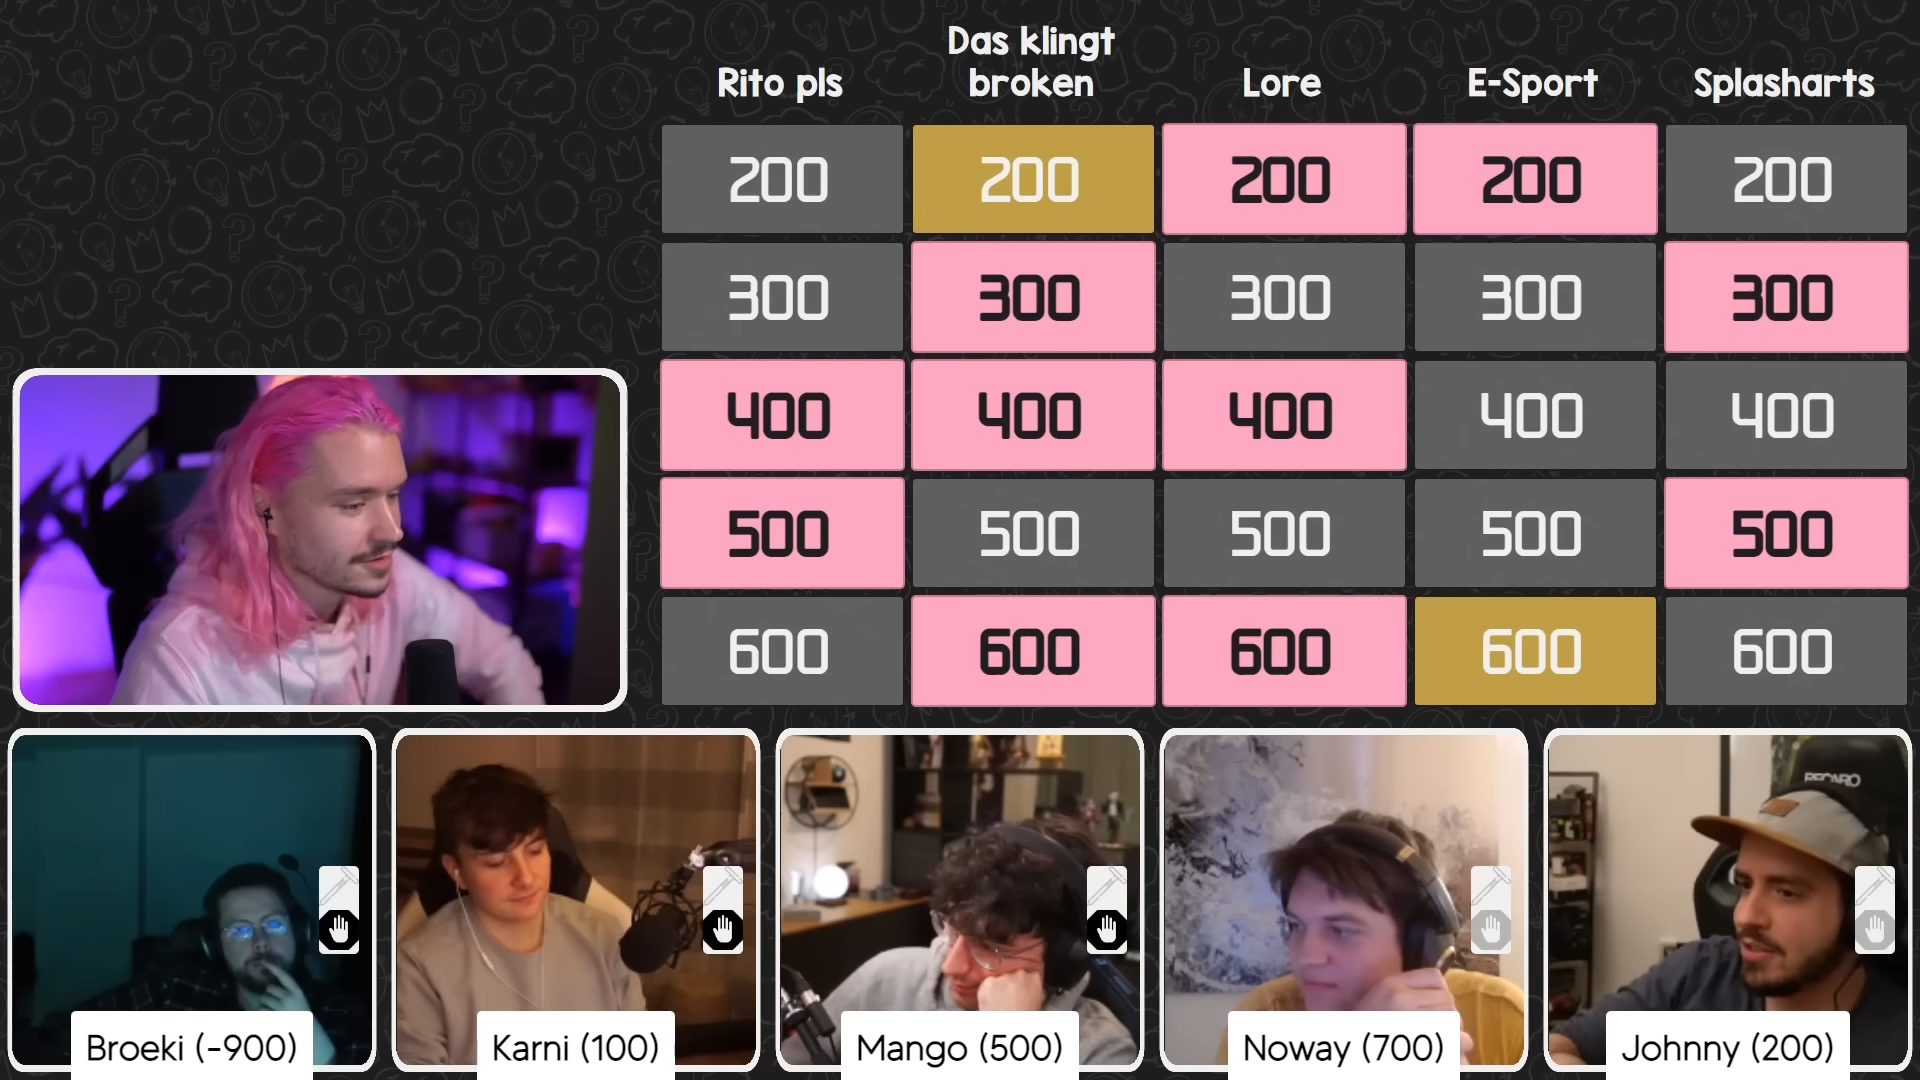 Das klingt
Rito pls broken Lore E-Sport Splasharts
200 200 200 200 200
300 300 300 300 300
400 400 400 400 400
500 500 500 500 500
600 600 600 600 600
RECARO
Broeki (-900) Karni (100) Mango (500) Noway (700) Johnny (200)